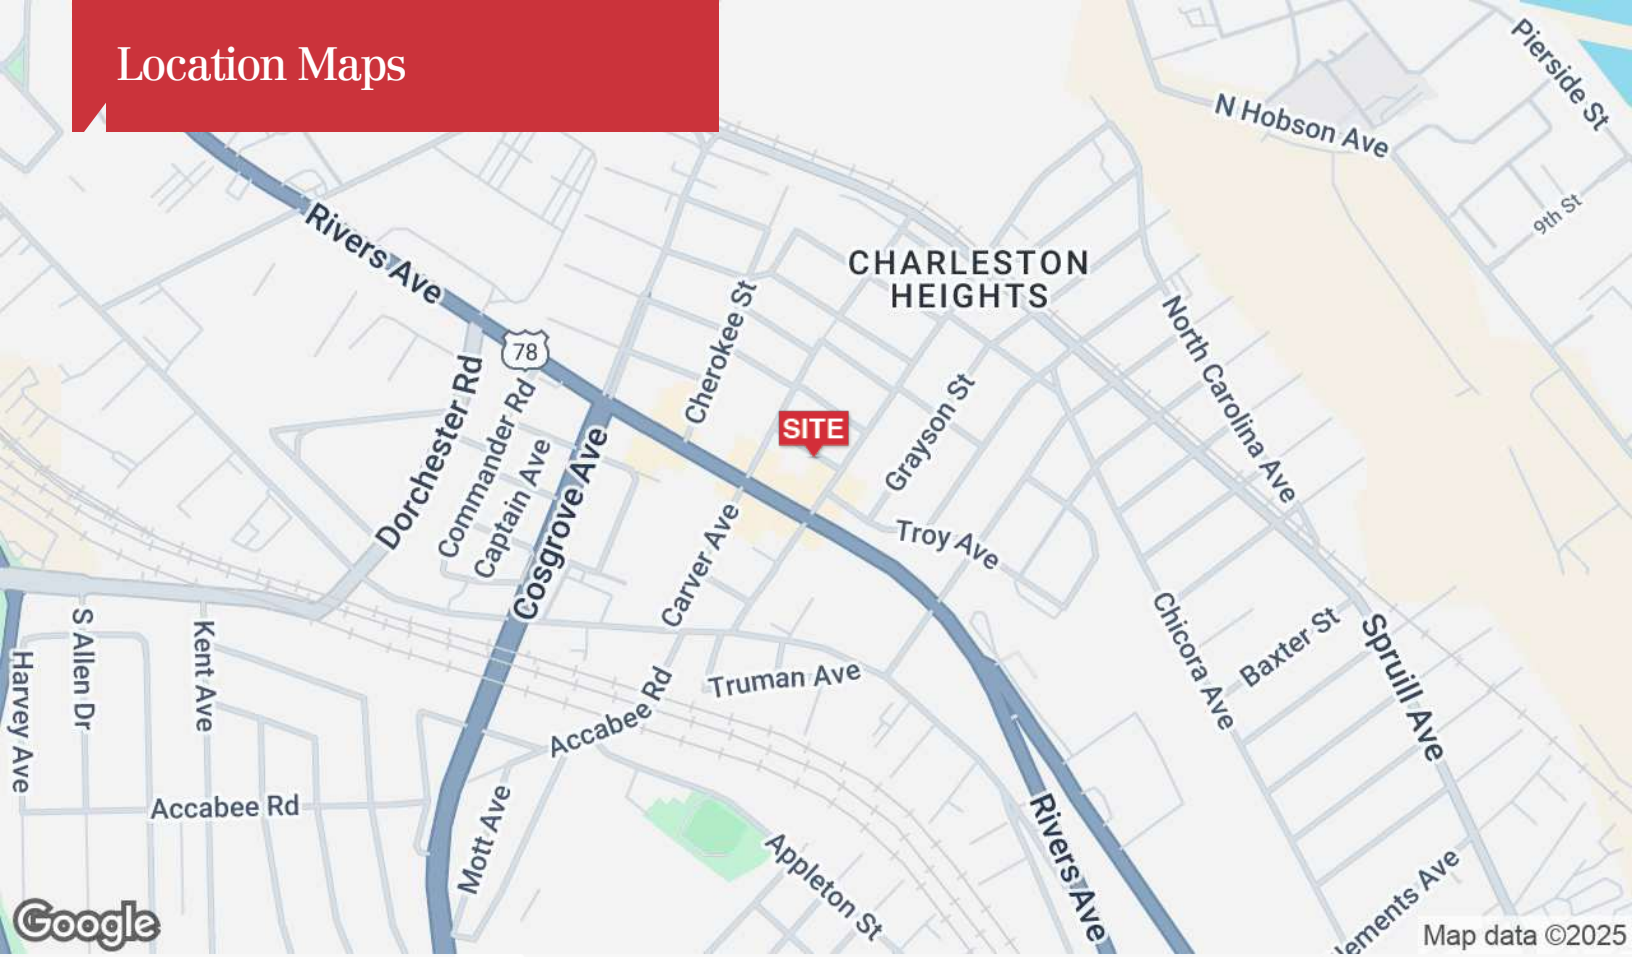 Location Maps
Pierside St
N Hobson Ave
9th St
Rivers Ave
CHARLESTON
HEIGHTS
78
Cherokee St
North Carolina Ave
Dorchester Rd
Commander Rd
Captain Ave
Cosgrove Ave
SITE
Grayson St
Troy Ave
Carver Ave
Chicora Ave
Baxter St
Spruill Ave
S Allen Dr
Kent Ave
Harvey Ave
Truman Ave
Accabee Rd
Accabee Rd
Mott Ave
Rivers Ave
Appleton St
lements Ave
Google
Map data ©2025